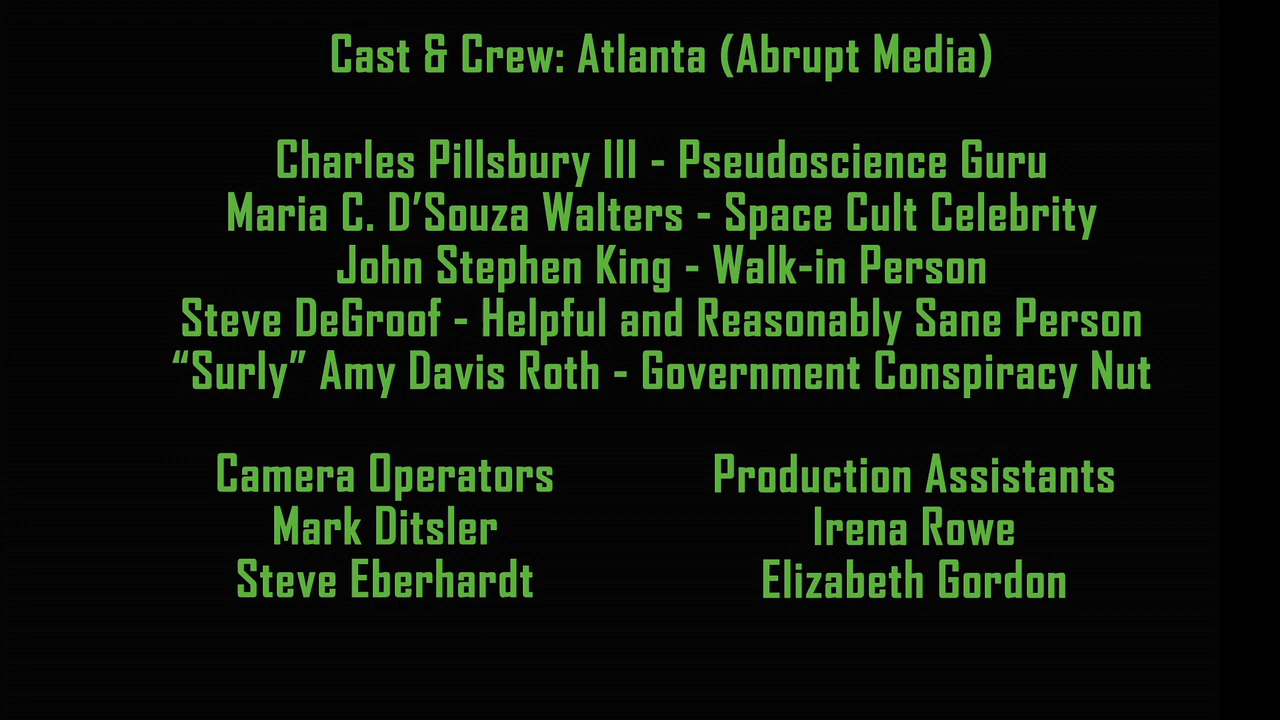 Cast & Crew: Atlanta (Abrupt Media)
Charles Pillsbury III - Pseudoscience Guru
Maria C. D’Souza Walters - Space Cult Celebrity
John Stephen King - Walk-in Person
Steve DeGroof - Helpful and Reasonably Sane Person
“Surly” Amy Davis Roth - Government Conspiracy Nut
Camera Operators
Mark Ditsler
Steve Eberhardt
Production Assistants
Irena Rowe
Elizabeth Gordon